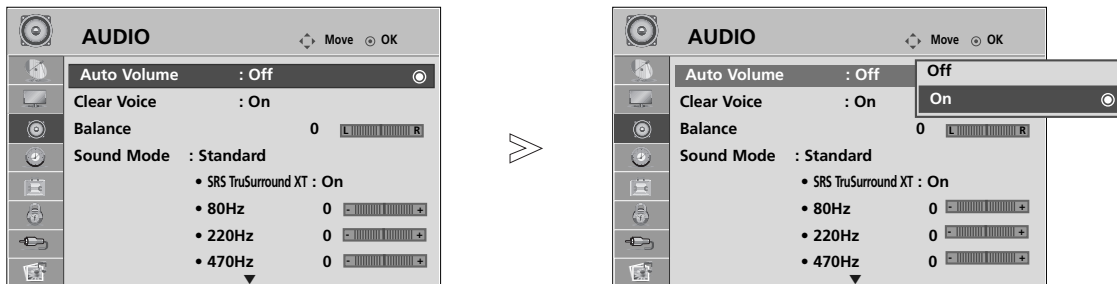 AUDIO
Move OK
Auto Volume : Off
Clear Voice : On
Balance 0 L R
Sound Mode : Standard
• SRS TruSurround XT : On
• 80Hz 0 - +
• 220Hz 0 - +
• 470Hz 0 - +
AUDIO
Move OK
Auto Volume : Off
Off
On
Clear Voice : On
Balance 0 L R
Sound Mode : Standard
• SRS TruSurround XT : On
• 80Hz 0 - +
• 220Hz 0 - +
• 470Hz 0 - +